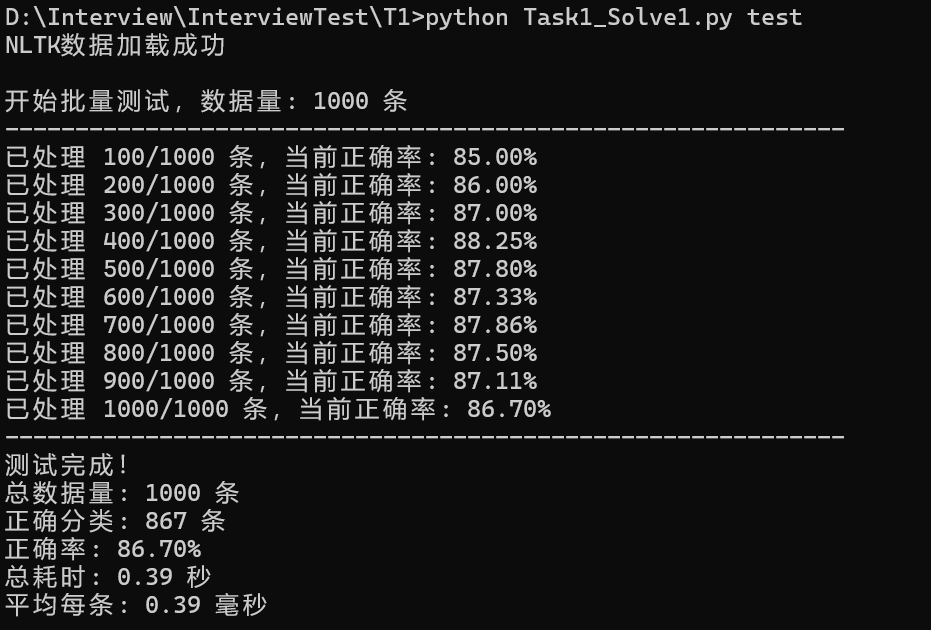 D:\Interview\InterviewTest\T1>python Task1_Solve1.py test
NLTK数据加载成功
开始批量测试, 数据量: 1000 条
------------------------------------------------------------
已处理 100/1000 条, 当前正确率: 85.00%
已处理 200/1000 条, 当前正确率: 86.00%
已处理 300/1000 条, 当前正确率: 87.00%
已处理 400/1000 条, 当前正确率: 88.25%
已处理 500/1000 条, 当前正确率: 87.80%
已处理 600/1000 条, 当前正确率: 87.33%
已处理 700/1000 条, 当前正确率: 87.86%
已处理 800/1000 条, 当前正确率: 87.50%
已处理 900/1000 条, 当前正确率: 87.11%
已处理 1000/1000 条, 当前正确率: 86.70%
------------------------------------------------------------
测试完成!
总数据量: 1000 条
正确分类: 867 条
正确率: 86.70%
总耗时: 0.39 秒
平均每条: 0.39 毫秒